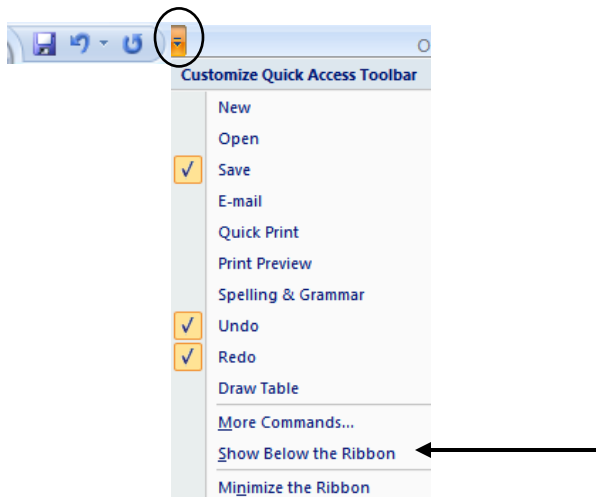 O
Customize Quick Access Toolbar
New
Open
Save
E-mail
Quick Print
Print Preview
Spelling & Grammar
Undo
Redo
Draw Table
More Commands...
Show Below the Ribbon
Minimize the Ribbon